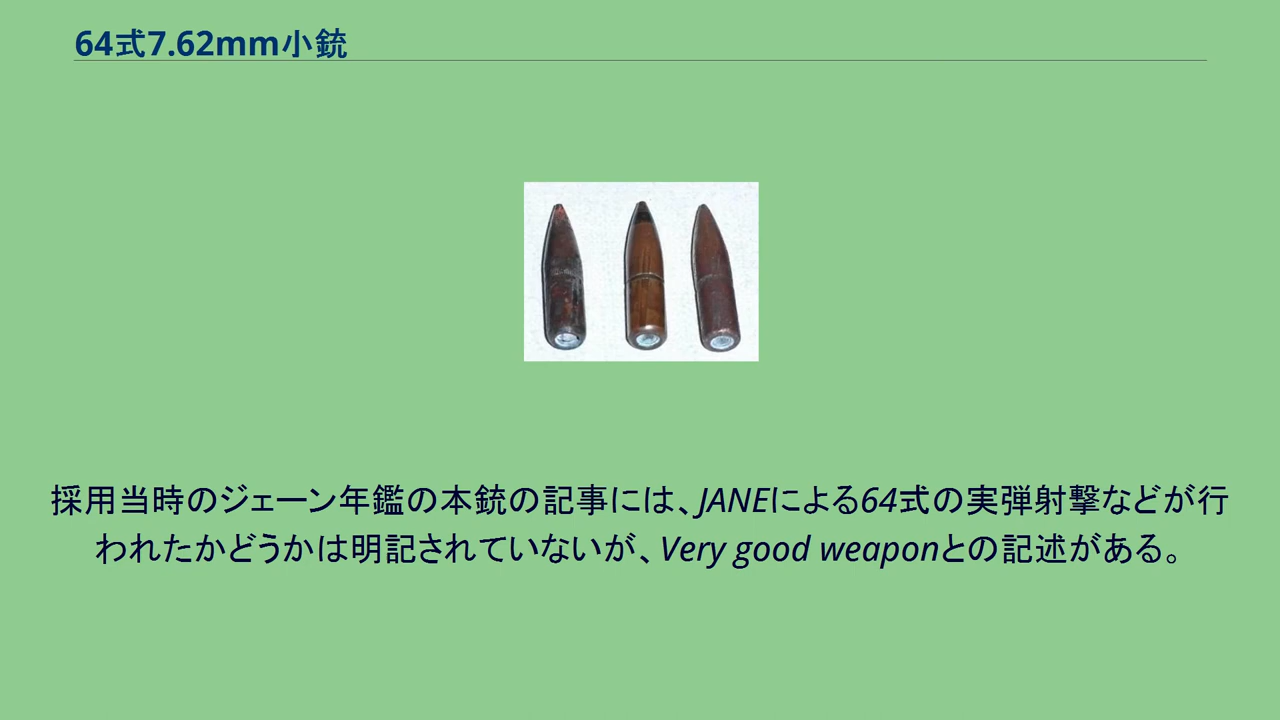 64式7.62mm小銃
採用当時のジェーン年鑑の本銃の記事には、JANEによる64式の実弾射撃などが行
われたかどうかは明記されていないが、Very good weaponとの記述がある。